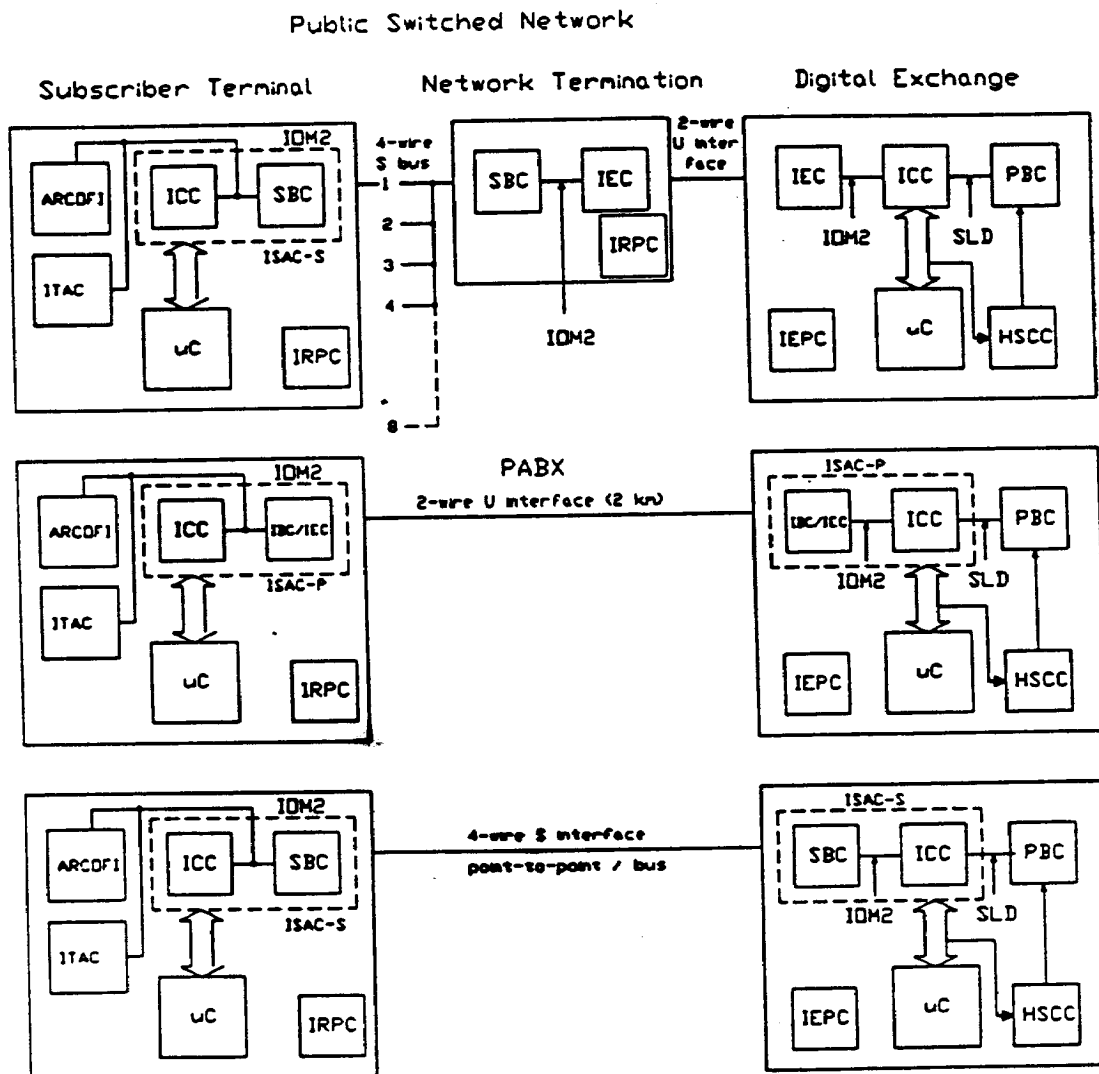 Public Switched Network
Subscriber Terminal
Network Termination
Digital Exchange
IOM2
ARCOFI
ICC
SBC
ISAC-S
ITAC
uC
IRPC
4-wire
S bus
1
2
3
4
8
SBC
IEC
IRPC
IOM2
2-wire
U inter
face
IEC
ICC
PBC
IOM2
SLD
IEPC
uC
HSCC
PABX
2-wire U interface (2 km)
IOM2
ARCOFI
ICC
IBC/IEC
ISAC-P
ITAC
uC
IRPC
ISAC-P
IBC/IEC
ICC
PBC
IOM2
SLD
IEPC
uC
HSCC
4-wire S interface
point-to-point / bus
IOM2
ARCOFI
ICC
SBC
ISAC-S
ITAC
uC
IRPC
ISAC-S
SBC
ICC
PBC
IOM2
SLD
IEPC
uC
HSCC